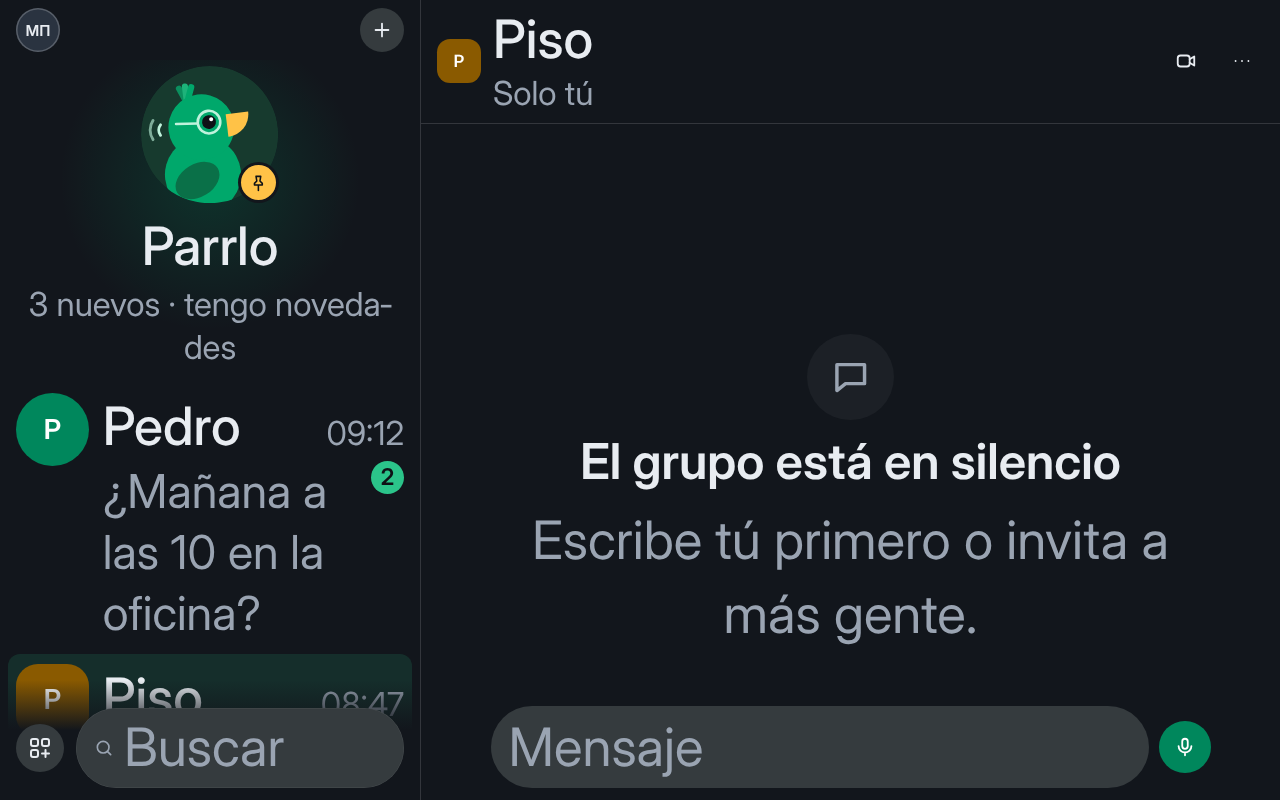 МП
Parrlo
3 nuevos · tengo noveda-
des
P
Pedro
09:12
¿Mañana a
las 10 en la
oficina?
2
P
Piso
08:47
Buscar
P
Piso
Solo tú
El grupo está en silencio
Escribe tú primero o invita a
más gente.
Mensaje